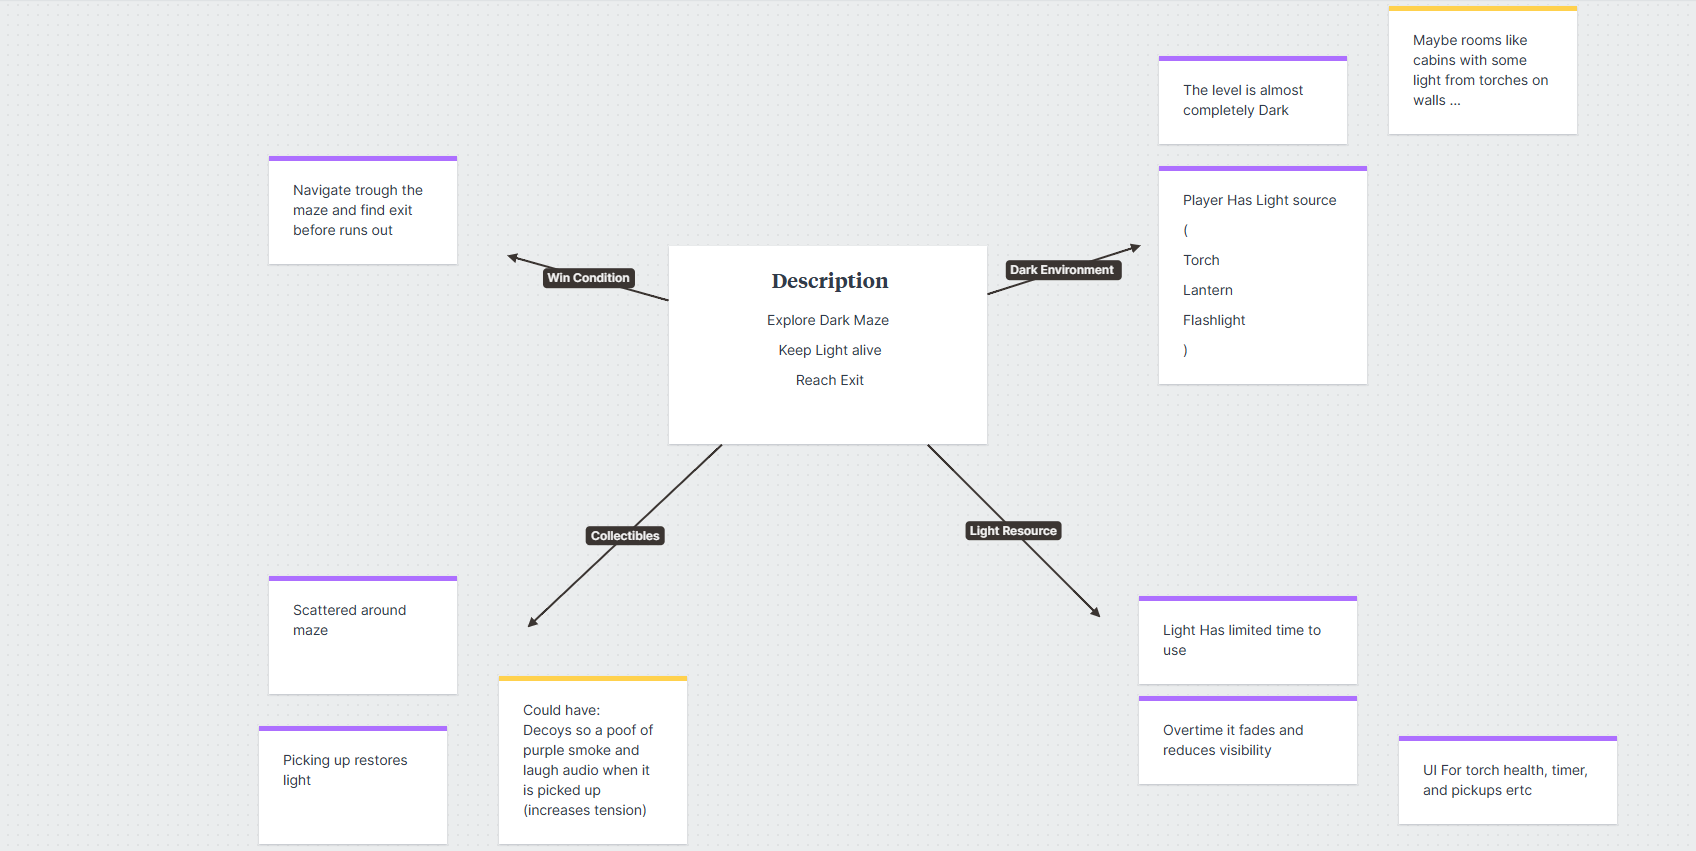 Maybe rooms like
cabins with some
light from torches on
walls ...
The level is almost
completely Dark
Navigate trough the
maze and find exit
before runs out
Player Has Light source
(
Torch
Lantern
Flashlight
)
Win Condition
Dark Environment
Description
Explore Dark Maze
Keep Light alive
Reach Exit
Collectibles
Light Resource
Scattered around
maze
Picking up restores
light
Could have:
Decoys so a poof of
purple smoke and
laugh audio when it
is picked up
(increases tension)
Light Has limited time to
use
Overtime it fades and
reduces visibility
UI For torch health, timer,
and pickups ertc